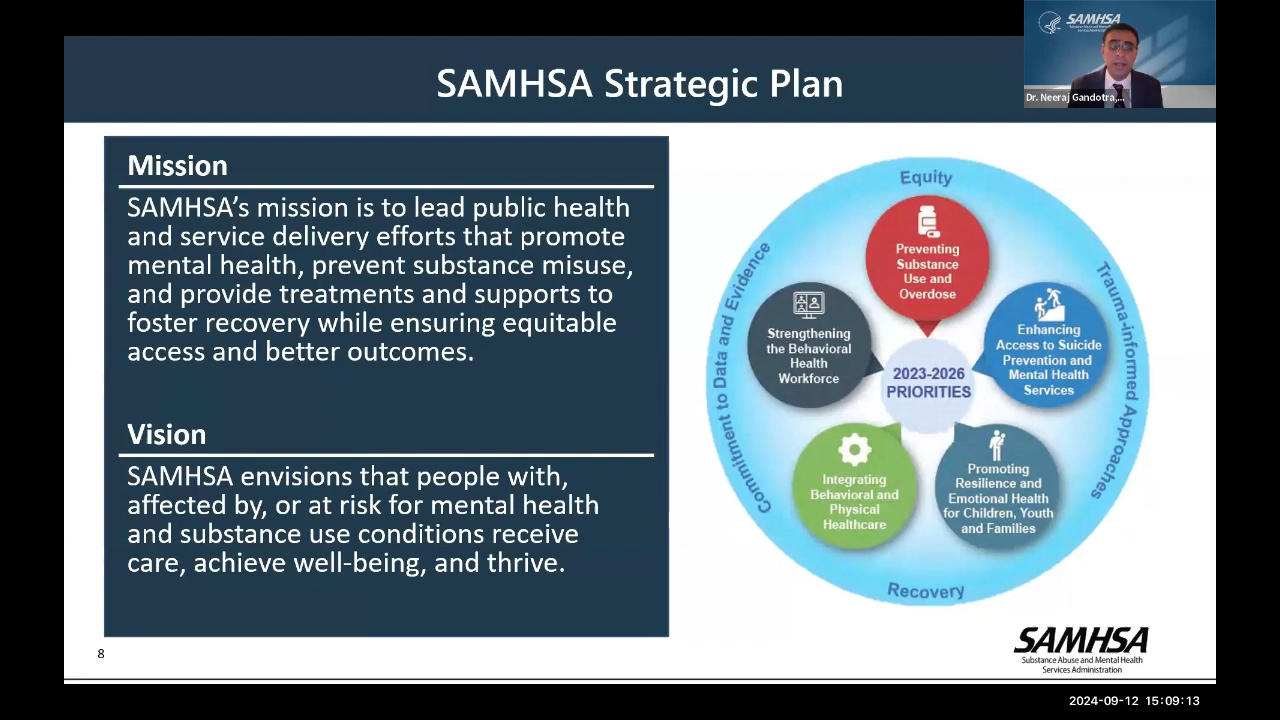 SAMHSA Strategic Plan
SAMHSA
Dr. Neeraj Gandotra,...
Mission
SAMHSA's mission is to lead public health
and service delivery efforts that promote
mental health, prevent substance misuse,
and provide treatments and supports to
foster recovery while ensuring equitable
access and better outcomes.
Vision
SAMHSA envisions that people with,
affected by, or at risk for mental health
and substance use conditions receive
care, achieve well-being, and thrive.
Equity
Trauma-informed Approaches
Recovery
Commitment to Data and Evidence
Preventing
Substance
Use and
Overdose
Enhancing
Access to Suicide
Prevention and
Mental Health
Services
Promoting
Resilience and
Emotional Health
for Children, Youth
and Families
Integrating
Behavioral and
Physical
Healthcare
Strengthening
the Behavioral
Health
Workforce
2023-2026
PRIORITIES
8
SAMHSA
Substance Abuse and Mental Health
Services Administration
2024-09-12 15:09:13